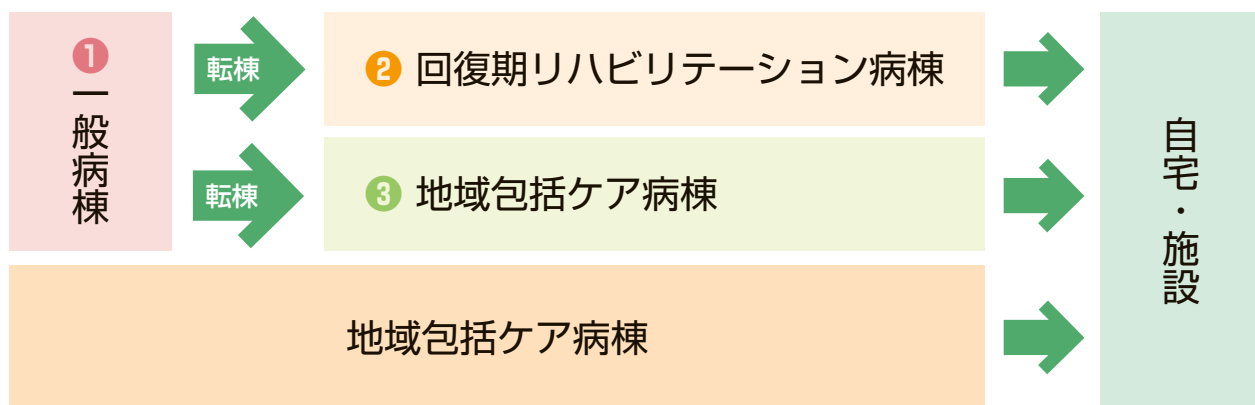 ❶一般病棟
転棟
❷ 回復期リハビリテーション病棟
転棟
❸ 地域包括ケア病棟
地域包括ケア病棟
自宅・施設